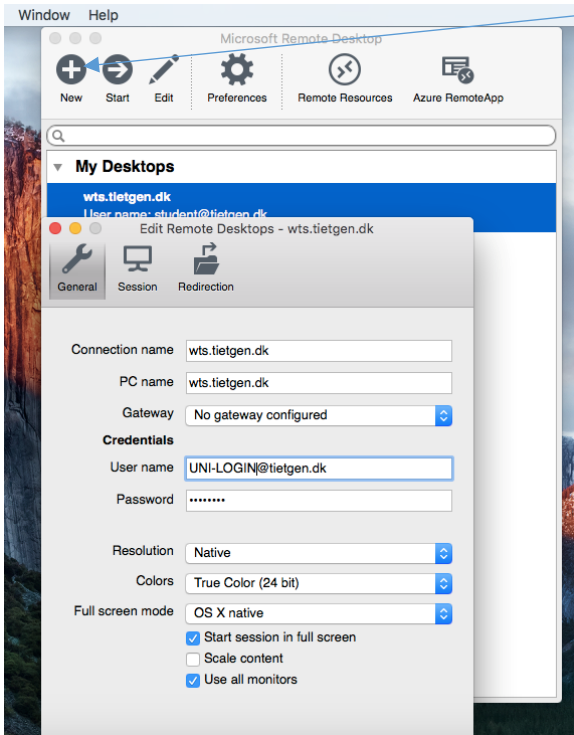 Window Help
Microsoft Remote Desktop
New Start Edit Preferences Remote Resources Azure RemoteApp
My Desktops
wts.tietgen.dk
User name: student@tietgen.dk
Edit Remote Desktops - wts.tietgen.dk
General Session Redirection
Connection name wts.tietgen.dk
PC name wts.tietgen.dk
Gateway No gateway configured
Credentials
User name UNI-LOGIN@tietgen.dk
Password ••••••••
Resolution Native
Colors True Color (24 bit)
Full screen mode OS X native
Start session in full screen
Scale content
Use all monitors